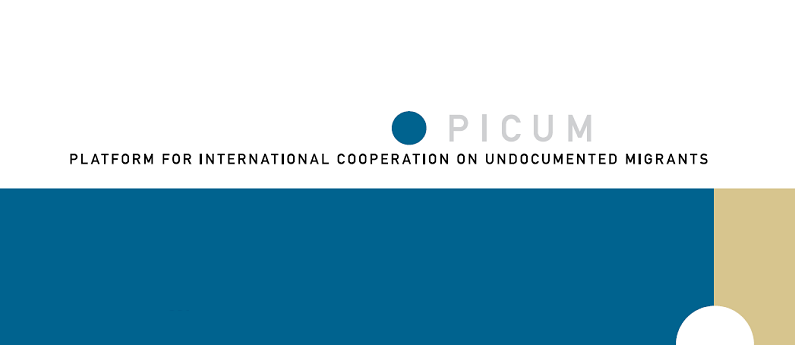 PICUM
PLATFORM FOR INTERNATIONAL COOPERATION ON UNDOCUMENTED MIGRANTS